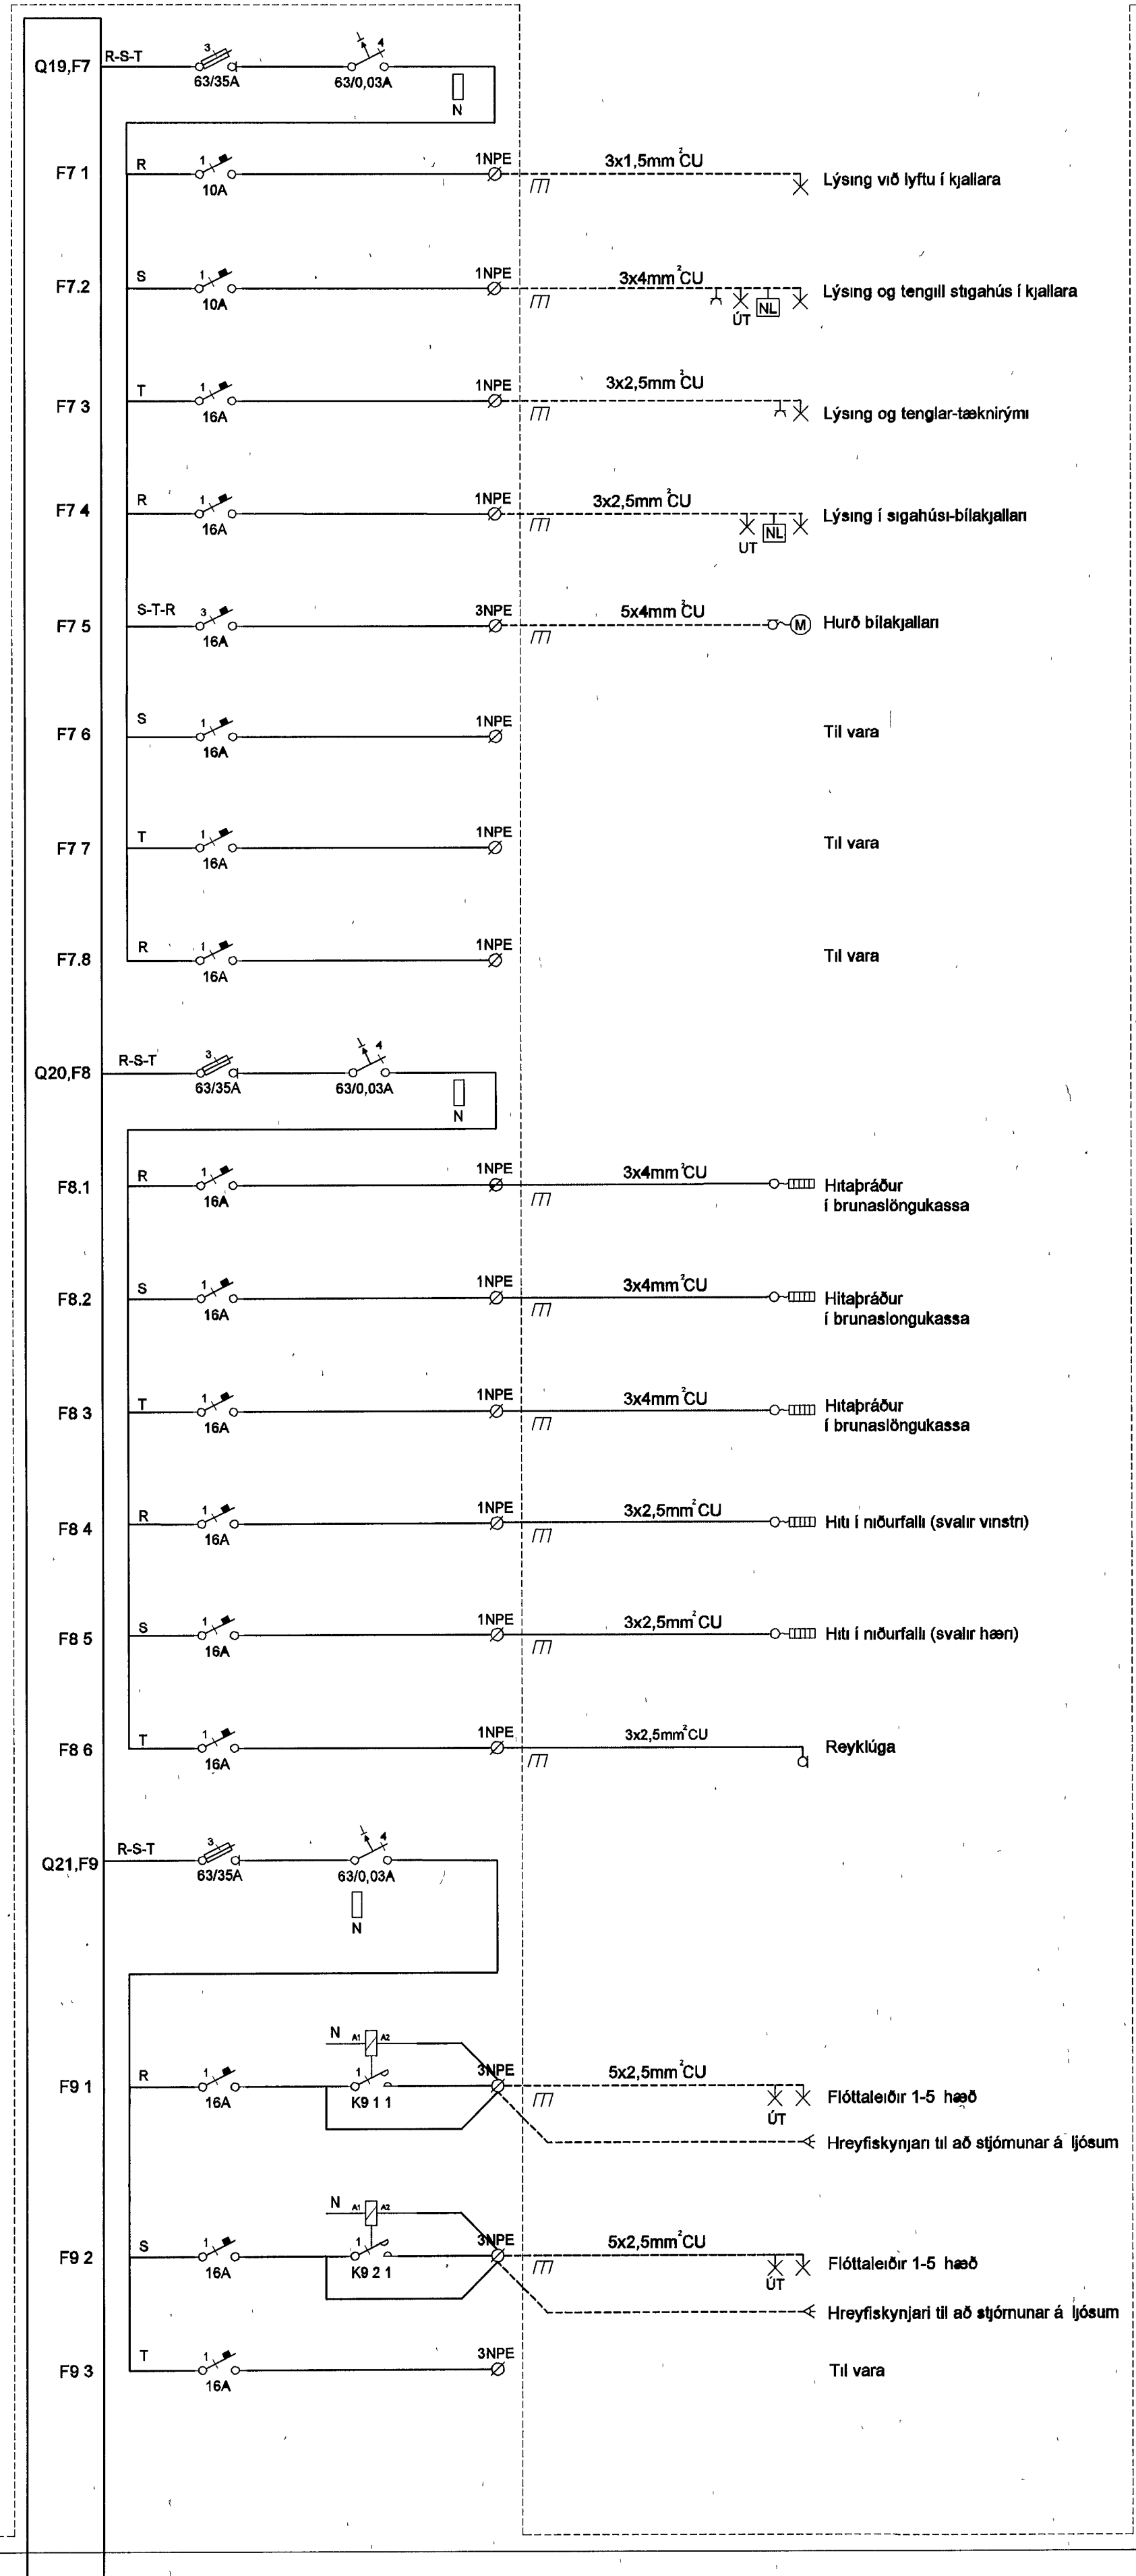 Q19,F7 R-S-T 3 63/35A 4 63/0,03A N
F7 1 R 1 10A 1NPE 3x1,5mm²CU Lýsing við lyftu í kjallara
F7.2 S 1 10A 1NPE 3x4mm²CU ÚT NL Lýsing og tengill stigahús í kjallara
F7 3 T 1 16A 1NPE 3x2,5mm²CU Lýsing og tenglar-tæknirými
F7 4 R 1 16A 1NPE 3x2,5mm²CU UT NL Lýsing í sigahúsi-bílakjallari
F7 5 S-T-R 3 16A 3NPE 5x4mm²CU M Hurð bílakjallari
F7 6 S 1 16A 1NPE Til vara
F7 7 T 1 16A 1NPE Til vara
F7.8 R 1 16A 1NPE Til vara
Q20,F8 R-S-T 3 63/35A 4 63/0,03A N
F8.1 R 1 16A 1NPE 3x4mm²CU Hitaþráður
í brunaslöngukassa
F8.2 S 1 16A 1NPE 3x4mm²CU Hitaþráður
í brunaslongukassa
F8 3 T 1 16A 1NPE 3x4mm²CU Hitaþráður
í brunaslöngukassa
F8 4 R 1 16A 1NPE 3x2,5mm²CU Hiti í niðurfalli (svalir vinstri)
F8 5 S 1 16A 1NPE 3x2,5mm²CU Hiti í niðurfalli (svalir hæri)
F8 6 T 1 16A 1NPE 3x2,5mm²CU Reyklúga
Q21,F9 R-S-T 3 63/35A 4 63/0,03A N
N A1 A2
F9 1 R 1 16A 1 K9 1 1 3NPE 5x2,5mm²CU ÚT Flóttaleiðir 1-5 hæð
Hreyfiskynjari til að stjórnunar á ljósum
N A1 A2
F9 2 S 1 16A 1 K9 2 1 3NPE 5x2,5mm²CU ÚT Flóttaleiðir 1-5 hæð
Hreyfiskynjari til að stjórnunar á ljósum
F9 3 T 1 16A 3NPE Til vara